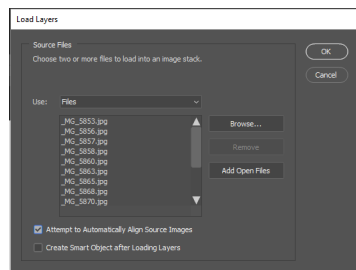 Load Layers
Source Files
Choose two or more files to load into an image stack.
OK
Cancel
Use: Files
_MG_5853.jpg
_MG_5856.jpg
_MG_5857.jpg
_MG_5858.jpg
_MG_5860.jpg
_MG_5863.jpg
_MG_5865.jpg
_MG_5868.jpg
_MG_5870.jpg
Browse...
Remove
Add Open Files
Attempt to Automatically Align Source Images
Create Smart Object after Loading Layers